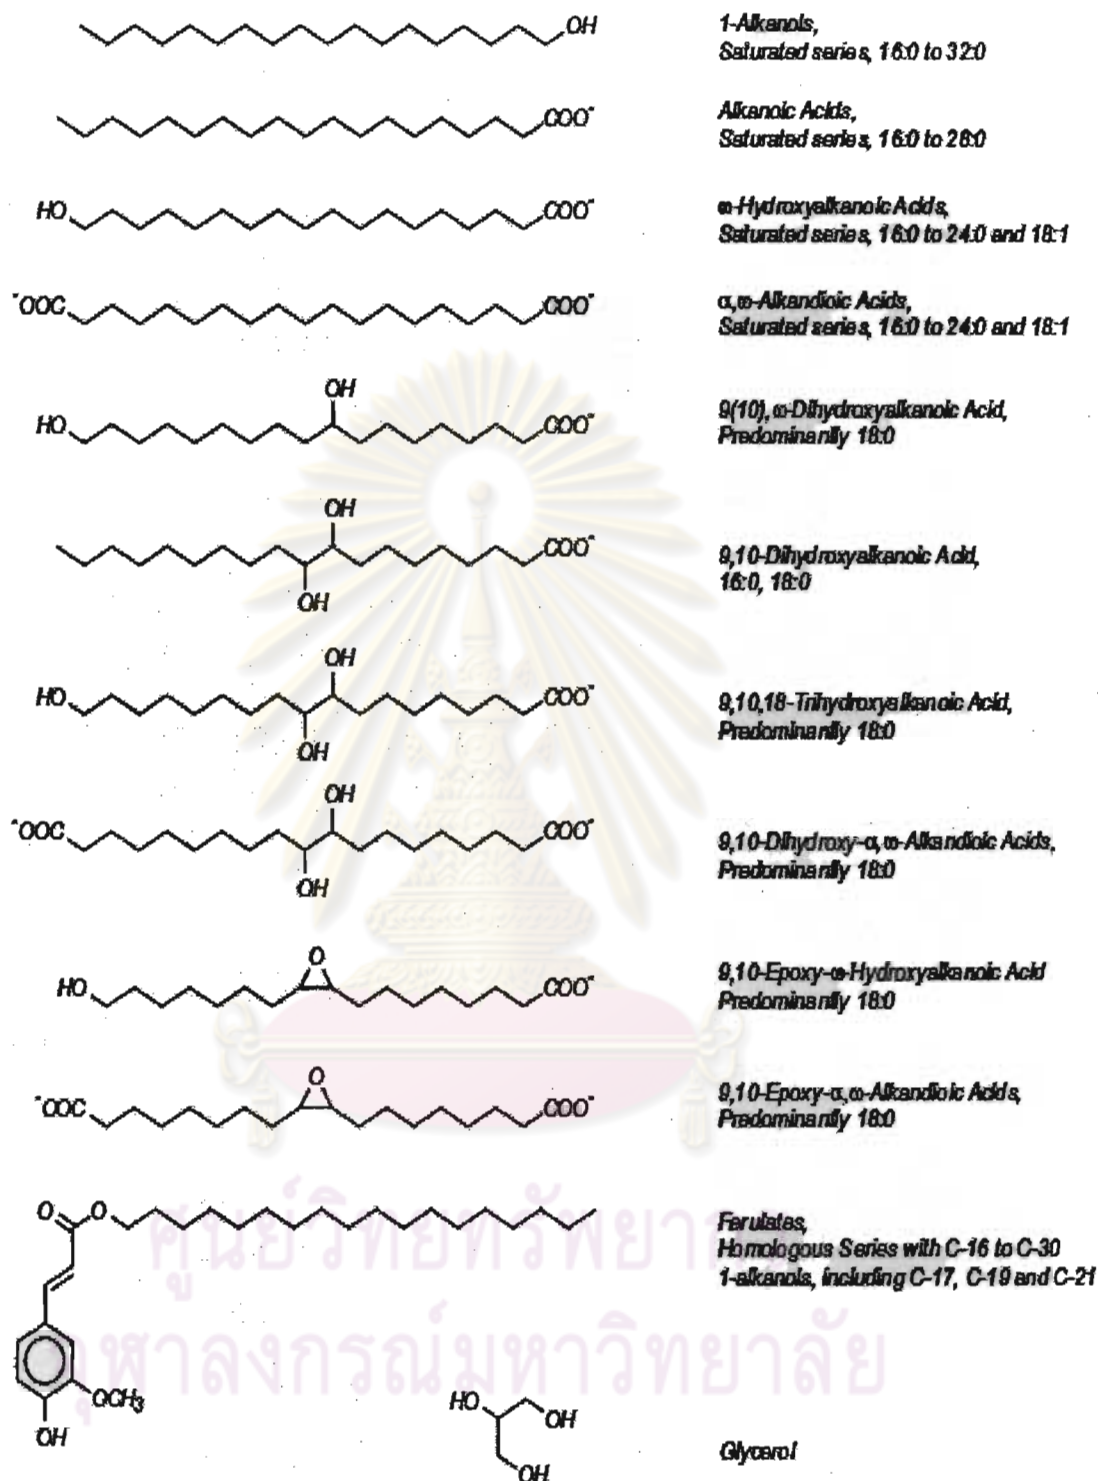 OH
1-Alkanols,
Saturated series, 16:0 to 32:0
COO⁻
Alkanoic Acids,
Saturated series, 16:0 to 28:0
HO
COO⁻
ω-Hydroxyalkanoic Acids,
Saturated series, 16:0 to 24:0 and 18:1
⁻OOC
COO⁻
α,ω-Alkandioic Acids,
Saturated series, 16:0 to 24:0 and 18:1
OH
HO
COO⁻
9(10), ω-Dihydroxyalkanoic Acid,
Predominantly 18:0
OH
COO⁻
OH
9,10-Dihydroxyalkanoic Acid,
16:0, 18:0
OH
HO
COO⁻
OH
9,10,18-Trihydroxyalkanoic Acid,
Predominantly 18:0
OH
⁻OOC
COO⁻
OH
9,10-Dihydroxy-α,ω-Alkandioic Acids,
Predominantly 18:0
O
HO
COO⁻
9,10-Epoxy-ω-Hydroxyalkanoic Acid
Predominantly 18:0
O
⁻OOC
COO⁻
9,10-Epoxy-α,ω-Alkandioic Acids,
Predominantly 18:0
O
O
Ferulates,
Homologous Series with C-16 to C-30
1-alkanols, including C-17, C-19 and C-21
ศูนย์วิทยทรัพยากร
จุฬาลงกรณ์มหาวิทยาลัย
OCH₃
OH
HO
OH
OH
Glycerol